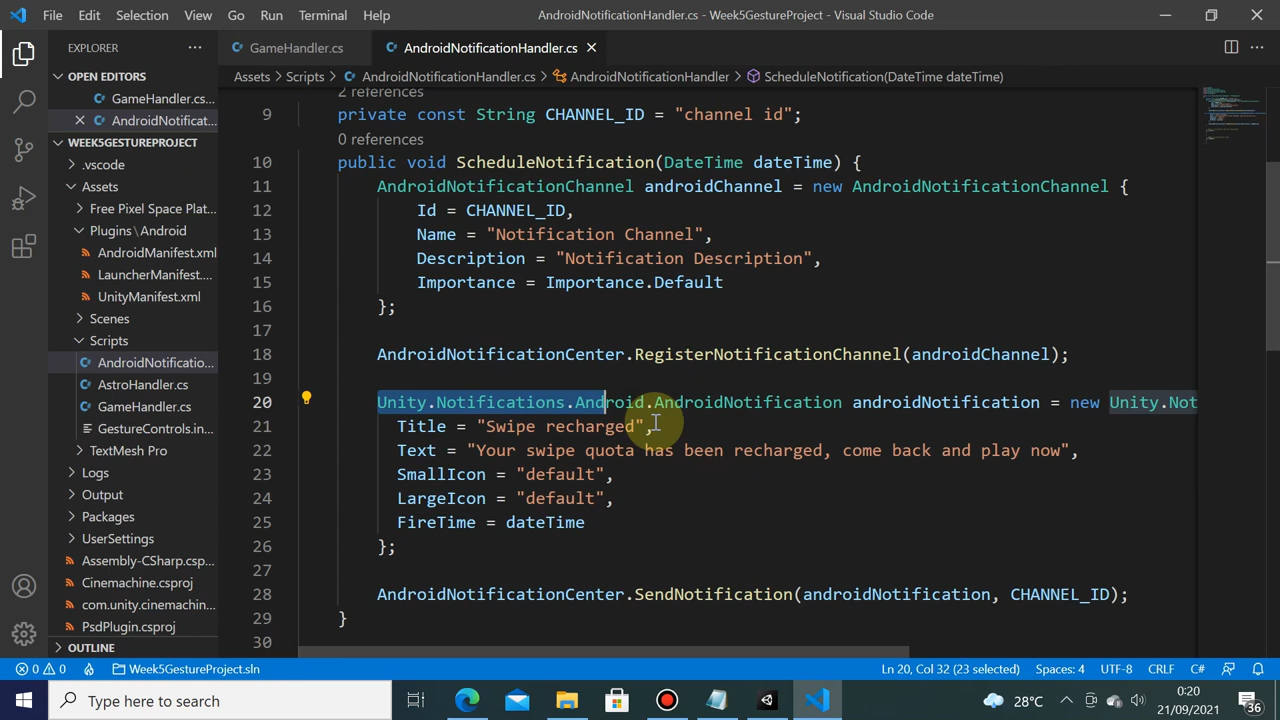 File Edit Selection View Go Run Terminal Help AndroidNotificationHandler.cs - Week5GestureProject - Visual Studio Code
EXPLORER
OPEN EDITORS
GameHandler.cs...
AndroidNotificat...
WEEK5GESTUREPROJECT
.vscode
Assets
Free Pixel Space Plat...
Plugins\Android
AndroidManifest.xml
LauncherManifest....
UnityManifest.xml
Scenes
Scripts
AndroidNotificatio...
AstroHandler.cs
GameHandler.cs
GestureControls.in...
TextMesh Pro
Logs
Output
Packages
UserSettings
Assembly-CSharp.csp...
Cinemachine.csproj
com.unity.cinemachin...
PsdPlugin.csproj
OUTLINE
GameHandler.cs AndroidNotificationHandler.cs
Assets > Scripts > AndroidNotificationHandler.cs > AndroidNotificationHandler > ScheduleNotification(DateTime dateTime)
2 references
9 private const String CHANNEL_ID = "channel id";
0 references
10 public void ScheduleNotification(DateTime dateTime) {
11 AndroidNotificationChannel androidChannel = new AndroidNotificationChannel {
12 Id = CHANNEL_ID,
13 Name = "Notification Channel",
14 Description = "Notification Description",
15 Importance = Importance.Default
16 };
17
18 AndroidNotificationCenter.RegisterNotificationChannel(androidChannel);
19
20 Unity.Notifications.Android.AndroidNotification androidNotification = new Unity.Not
21 Title = "Swipe recharged",
22 Text = "Your swipe quota has been recharged, come back and play now",
23 SmallIcon = "default",
24 LargeIcon = "default",
25 FireTime = dateTime
26 };
27
28 AndroidNotificationCenter.SendNotification(androidNotification, CHANNEL_ID);
29 }
30
0 0 Week5GestureProject.sln Ln 20, Col 32 (23 selected) Spaces: 4 UTF-8 CRLF C#
Type here to search 28°C 0:20
21/09/2021 36